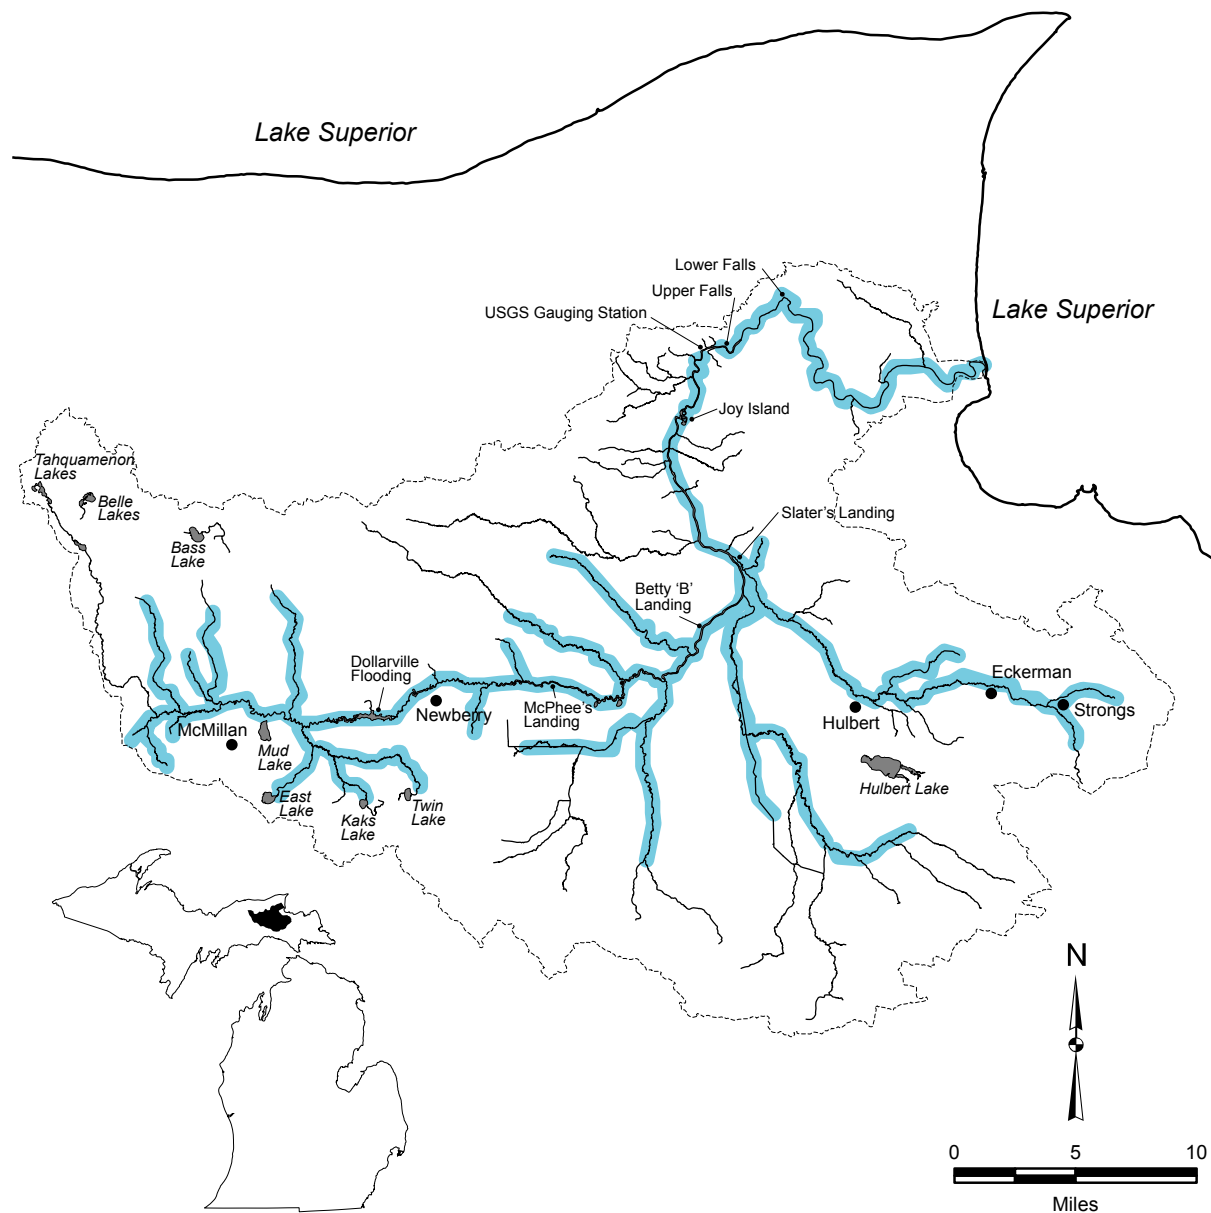 Lake Superior
Lower Falls
Upper Falls
USGS Gauging Station
Lake Superior
Joy Island
Tahquamenon
Lakes
Belle
Lakes
Bass
Lake
Slater's Landing
Betty 'B'
Landing
Dollarville
Flooding
Eckerman
McPhee's
Landing
Newberry
Strongs
Hulbert
McMillan
Mud
Lake
Hulbert Lake
East
Lake
Kaks
Lake
Twin
Lake
N
0 5 10
Miles